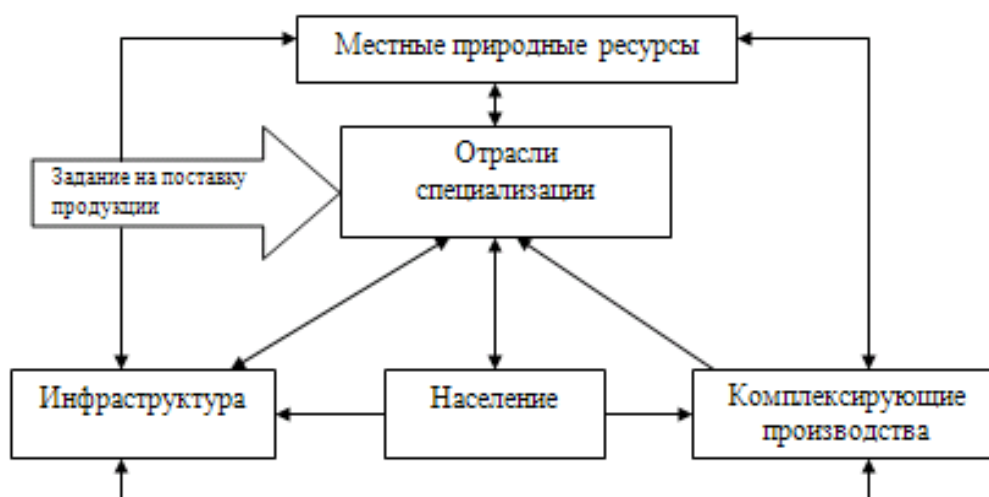 Местные природные ресурсы
Отрасли
специализации
Задание на поставку
продукции
Инфраструктура
Население
Комплексирующие
производства